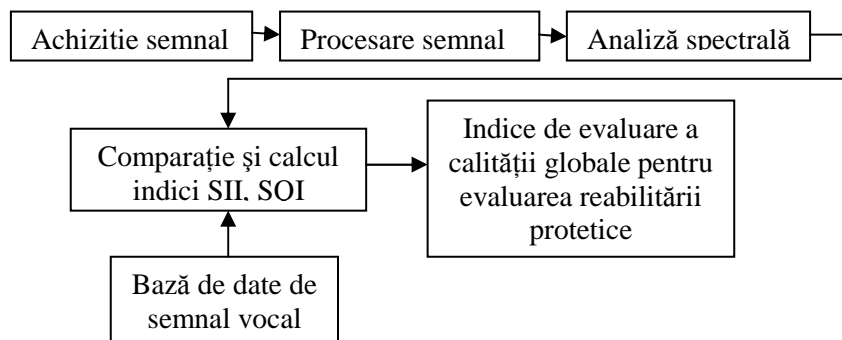 Achizitie semnal
Procesare semnal
Analiză spectrală
Comparaţie şi calcul
indici SII, SQI
Indice de evaluare a
calităţii globale pentru
evaluarea reabilitării
protetice
Bază de date de
semnal vocal